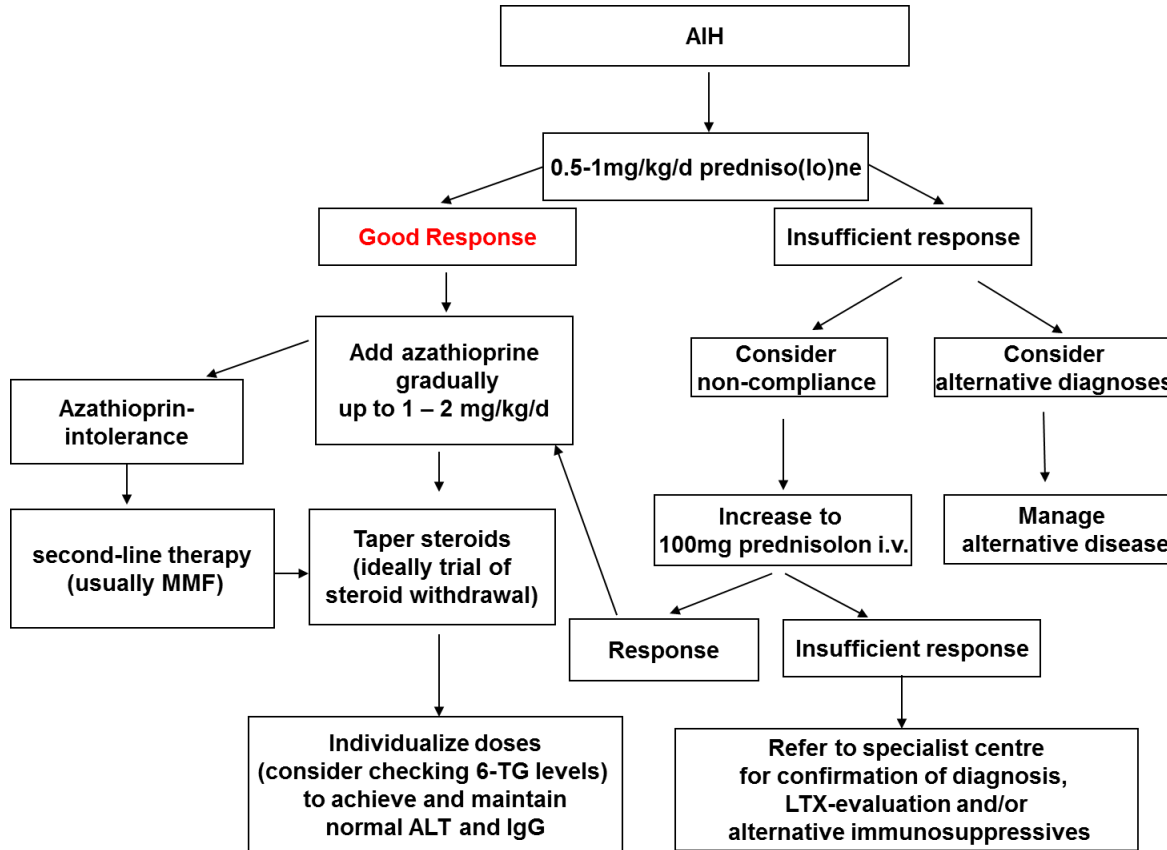 AIH
0.5-1mg/kg/d predniso(lo)ne
Good Response
Insufficient response
Add azathioprine
gradually
up to 1 – 2 mg/kg/d
Consider
non-compliance
Consider
alternative diagnoses
Azathioprin-
intolerance
second-line therapy
(usually MMF)
Taper steroids
(ideally trial of
steroid withdrawal)
Increase to
100mg prednisolon i.v.
Manage
alternative disease
Response
Insufficient response
Individualize doses
(consider checking 6-TG levels)
to achieve and maintain
normal ALT and IgG
Refer to specialist centre
for confirmation of diagnosis,
LTX-evaluation and/or
alternative immunosuppressives